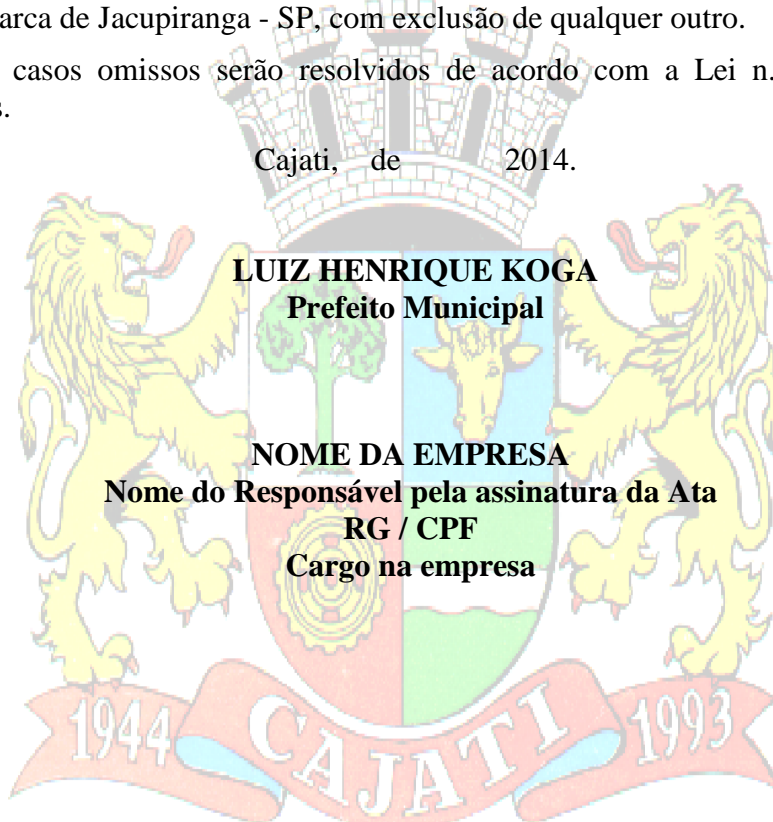 arca de Jacupiranga - SP, com exclusão de qualquer outro.
casos omissos serão resolvidos de acordo com a Lei n.
s.
Cajati, de 2014.
LUIZ HENRIQUE KOGA
Prefeito Municipal
NOME DA EMPRESA
Nome do Responsável pela assinatura da Ata
RG / CPF
Cargo na empresa
1944 CAJATI 1993